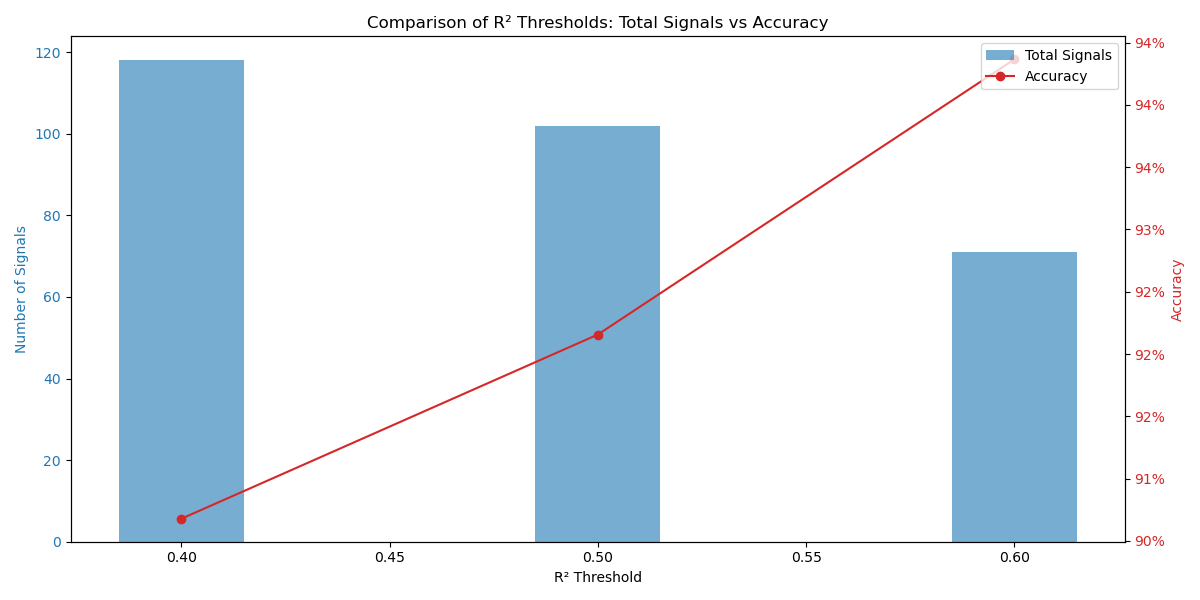 Comparison of R² Thresholds: Total Signals vs Accuracy
Number of Signals
120
100
80
60
40
20
0
Total Signals
Accuracy
94%
94%
94%
93%
92%
92%
92%
91%
90%
Accuracy
0.40 0.45 0.50 0.55 0.60
R² Threshold